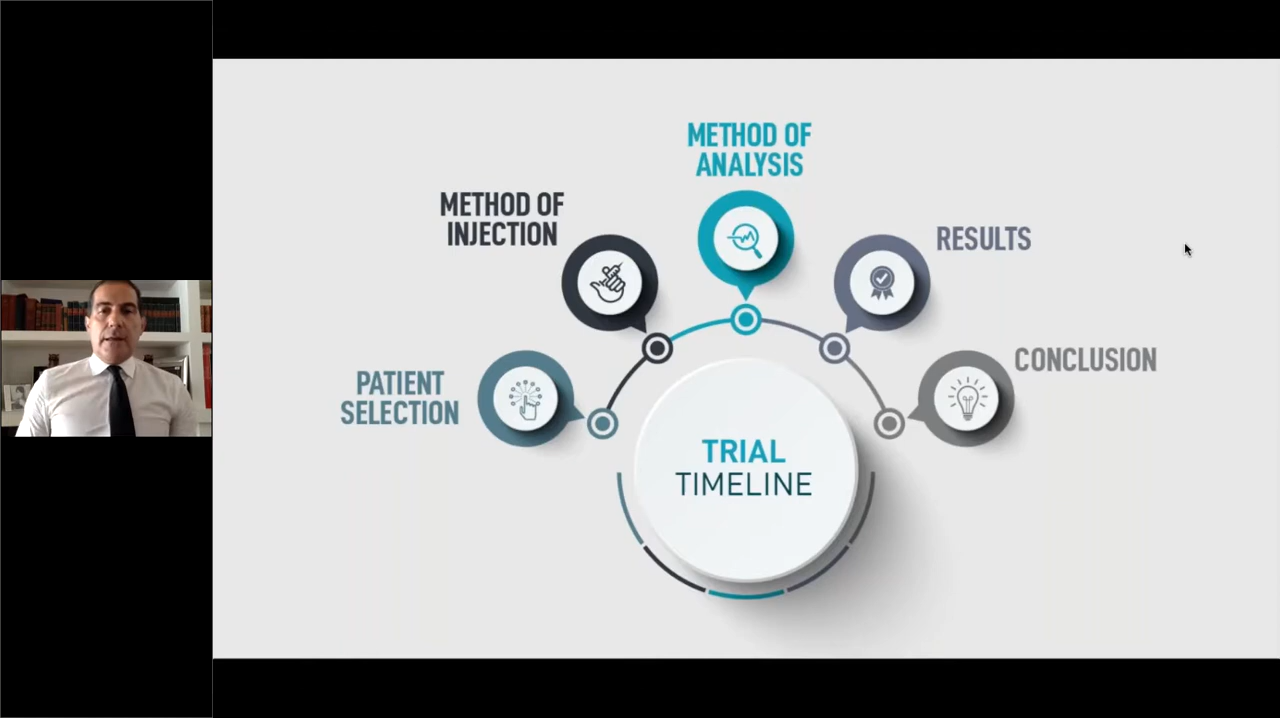 METHOD OF
ANALYSIS
METHOD OF
INJECTION
RESULTS
PATIENT
SELECTION
CONCLUSION
TRIAL
TIMELINE